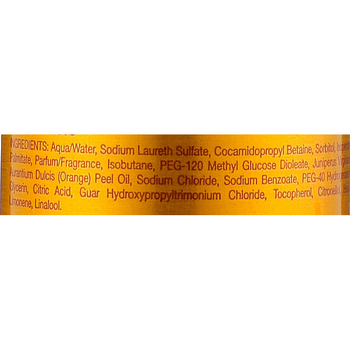 INGREDIENTS: Aqua/Water, Sodium Laureth Sulfate, Cocamidopropyl Betaine, Sorbitol,
Palmitate, Parfum/Fragrance, Isobutane, PEG-120 Methyl Glucose Dioleate, Juniperus
Aurantium Dulcis (Orange) Peel Oil, Sodium Chloride, Sodium Benzoate, PEG-40
Glycerin, Citric Acid, Guar Hydroxypropyltrimonium Chloride, Tocopherol,
Limonene, Linalool.